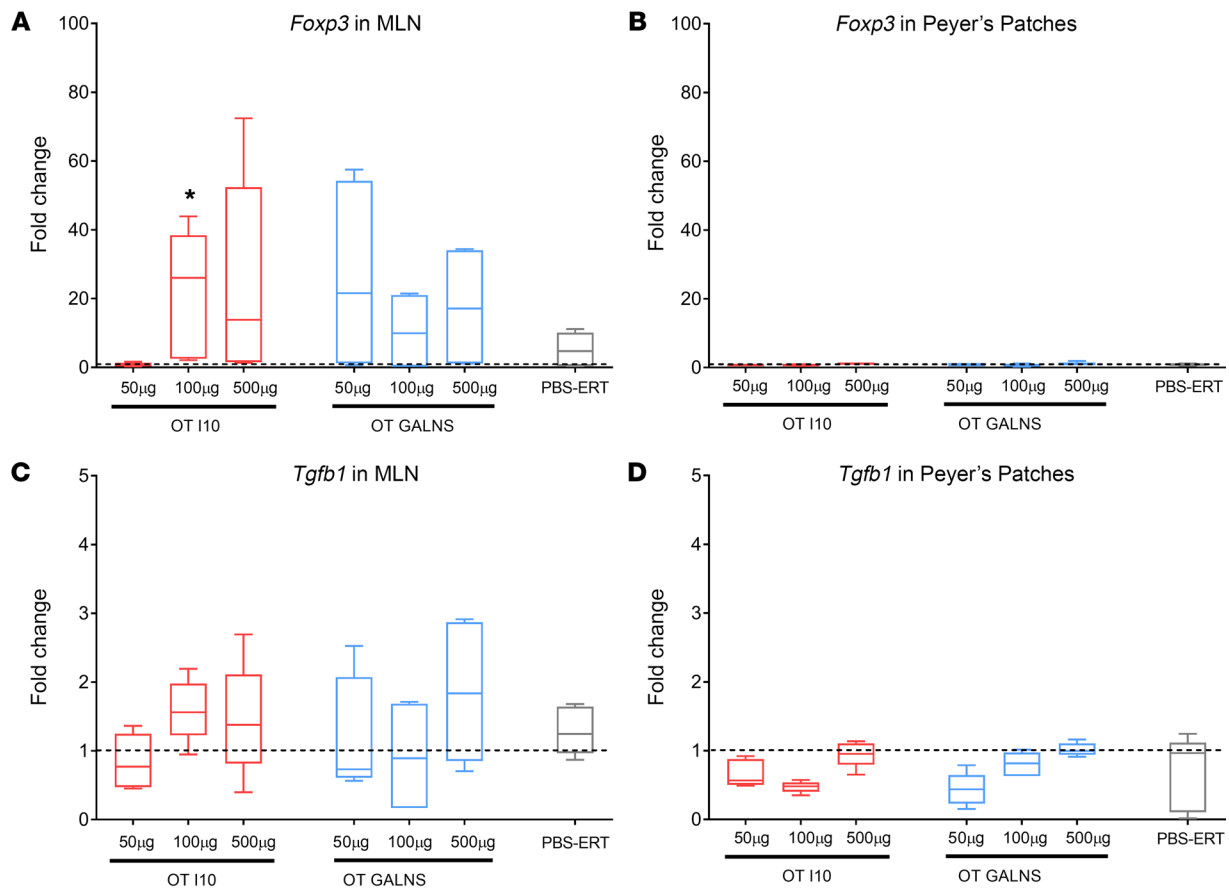 A
Foxp3 in MLN
Fold change
100
80
60
40
20
0
*
50µg 100µg 500µg 50µg 100µg 500µg PBS-ERT
OT I10 OT GALNS
B
Foxp3 in Peyer's Patches
Fold change
100
80
60
40
20
0
50µg 100µg 500µg 50µg 100µg 500µg PBS-ERT
OT I10 OT GALNS
C
Tgfb1 in MLN
Fold change
5
4
3
2
1
0
50µg 100µg 500µg 50µg 100µg 500µg PBS-ERT
OT I10 OT GALNS
D
Tgfb1 in Peyer's Patches
Fold change
5
4
3
2
1
0
50µg 100µg 500µg 50µg 100µg 500µg PBS-ERT
OT I10 OT GALNS